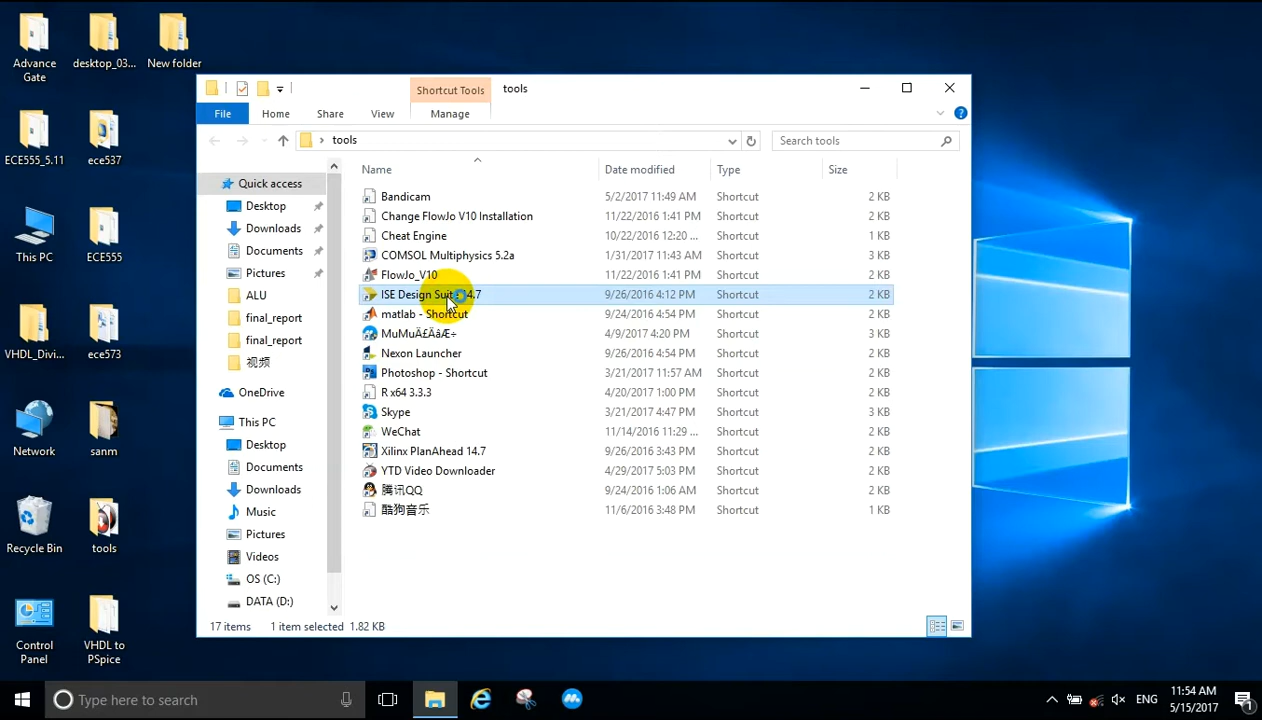 Advance Gate
desktop_03...
New folder
ECE555_5.11
ece537
This PC
ECE555
VHDL_Divi...
ece573
Network
sanm
Recycle Bin
tools
Control Panel
VHDL to PSpice
Shortcut Tools
tools
File
Home
Share
View
Manage
tools
Search tools
Quick access
Desktop
Downloads
Documents
Pictures
ALU
final_report
final_report
视频
OneDrive
This PC
Desktop
Documents
Downloads
Music
Pictures
Videos
OS (C:)
DATA (D:)
Name Date modified Type Size
Bandicam 5/2/2017 11:49 AM Shortcut 2 KB
Change FlowJo V10 Installation 11/22/2016 1:41 PM Shortcut 2 KB
Cheat Engine 10/22/2016 12:20 ... Shortcut 1 KB
COMSOL Multiphysics 5.2a 1/31/2017 11:43 AM Shortcut 3 KB
FlowJo_V10 11/22/2016 1:41 PM Shortcut 2 KB
ISE Design Suite 14.7 9/26/2016 4:12 PM Shortcut 2 KB
matlab - Shortcut 9/24/2016 4:54 PM Shortcut 2 KB
MuMuÄ£ÄâÆ÷ 4/9/2017 4:20 PM Shortcut 3 KB
Nexon Launcher 9/26/2016 4:54 PM Shortcut 2 KB
Photoshop - Shortcut 3/21/2017 11:57 AM Shortcut 2 KB
R x64 3.3.3 4/20/2017 1:00 PM Shortcut 2 KB
Skype 3/21/2017 4:47 PM Shortcut 3 KB
WeChat 11/14/2016 11:29 ... Shortcut 2 KB
Xilinx PlanAhead 14.7 9/26/2016 3:43 PM Shortcut 2 KB
YTD Video Downloader 4/29/2017 5:03 PM Shortcut 2 KB
腾讯QQ 9/24/2016 1:06 AM Shortcut 2 KB
酷狗音乐 11/6/2016 3:48 PM Shortcut 1 KB
17 items 1 item selected 1.82 KB
Type here to search
ENG
11:54 AM
5/15/2017
1